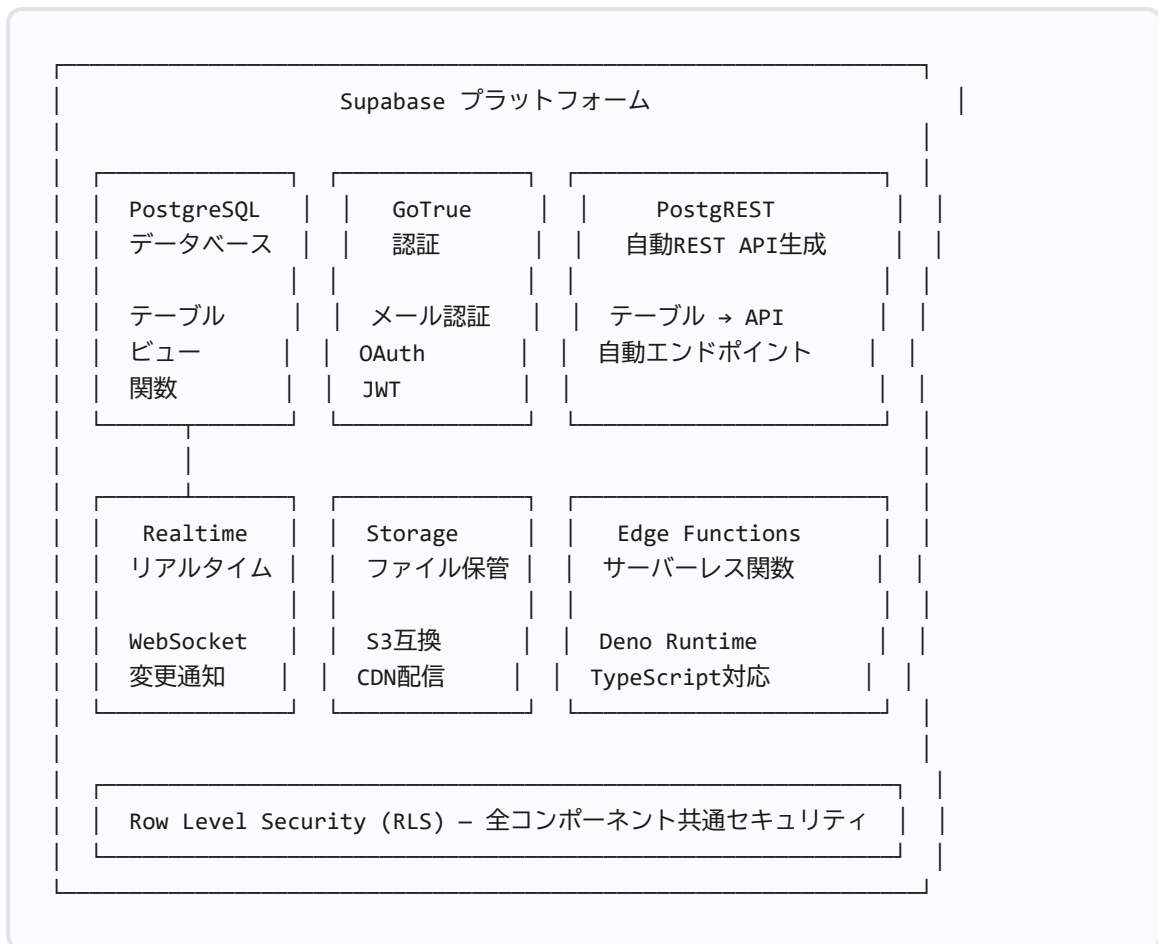 Supabase プラットフォーム
PostgreSQL GoTrue PostgREST
データベース 認証 自動REST API生成
テーブル メール認証 テーブル → API
ビュー OAuth 自動エンドポイント
関数 JWT
Realtime Storage Edge Functions
リアルタイム ファイル保管 サーバーレス関数
WebSocket S3互換 Deno Runtime
変更通知 CDN配信 TypeScript対応
Row Level Security (RLS) — 全コンポーネント共通セキュリティ